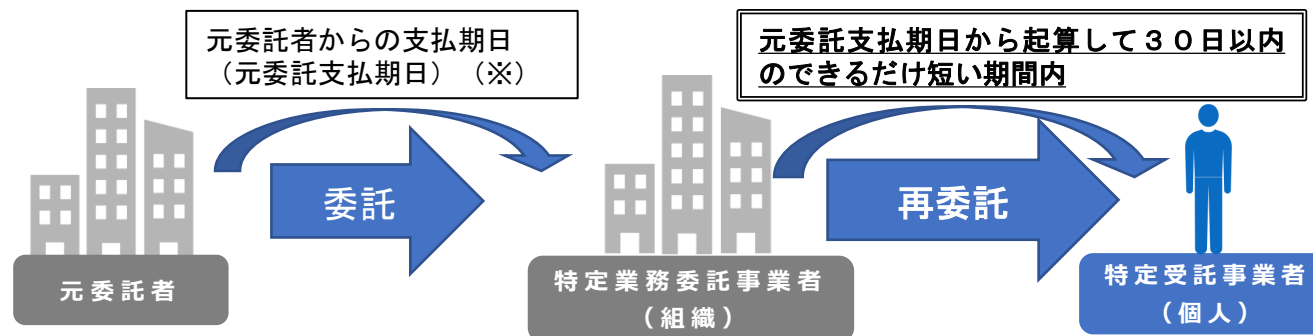 元委託者からの支払期日
（元委託支払期日）（※）
元委託支払期日から起算して３０日以内
のできるだけ短い期間内
委託
再委託
元委託者
特定業務委託事業者
（組織）
特定受託事業者
（個人）